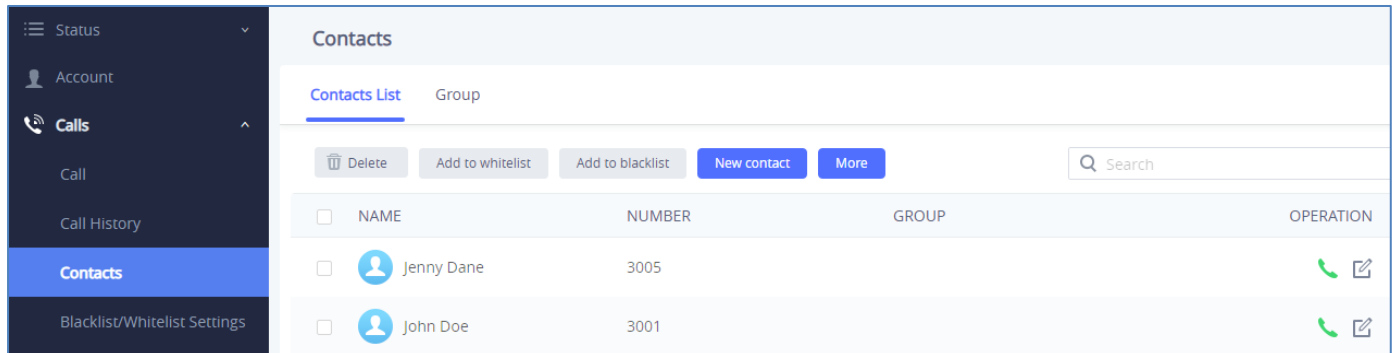 Status
Account
Calls
Call
Call History
Contacts
Blacklist/Whitelist Settings
Contacts
Contacts List Group
Delete Add to whitelist Add to blacklist New contact More Search
NAME NUMBER GROUP OPERATION
Jenny Dane 3005
John Doe 3001